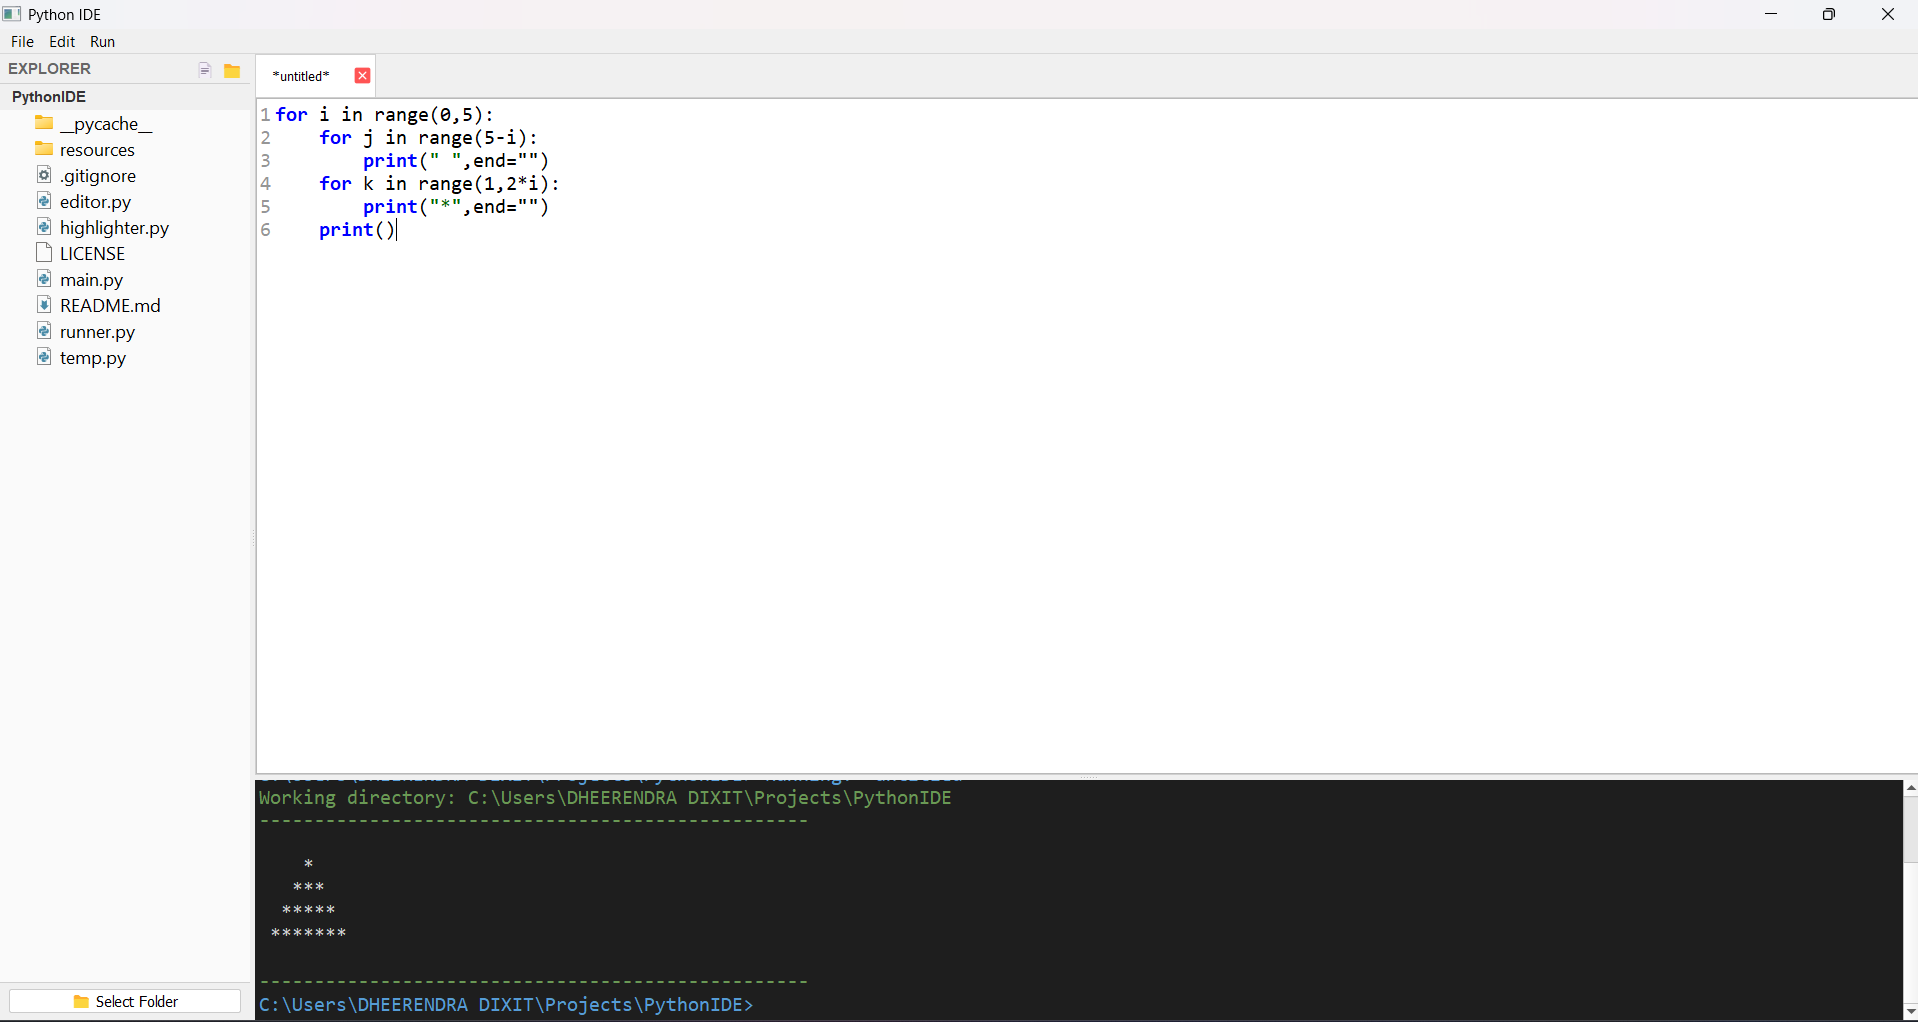 Python IDE
File Edit Run
EXPLORER
PythonIDE
__pycache__
resources
.gitignore
editor.py
highlighter.py
LICENSE
main.py
README.md
runner.py
temp.py
Select Folder
*untitled*
1 for i in range(0,5):
2     for j in range(5-i):
3         print(" ",end="")
4     for k in range(1,2*i):
5         print("*",end="")
6     print()
Working directory: C:\Users\DHEERENDRA DIXIT\Projects\PythonIDE
--------------------------------------------------
    *
   ***
  *****
 *******
--------------------------------------------------
C:\Users\DHEERENDRA DIXIT\Projects\PythonIDE>